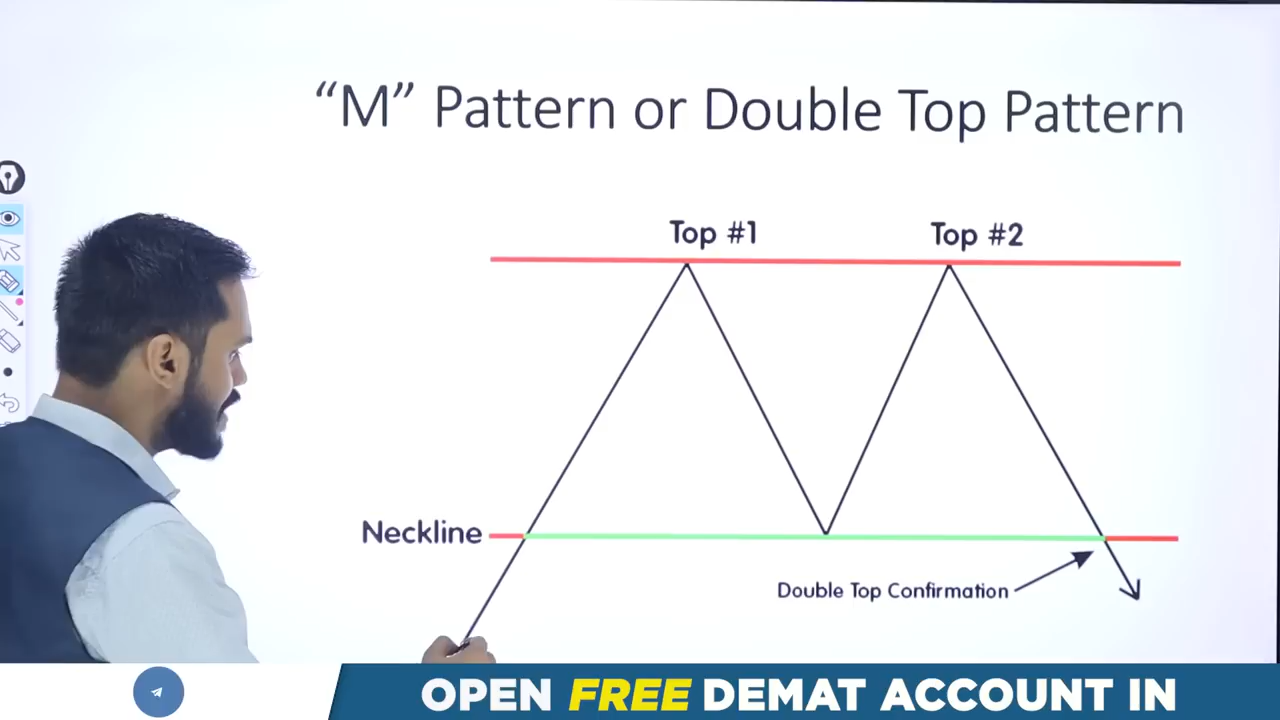 “M” Pattern or Double Top Pattern
Top #1
Top #2
Neckline
Double Top Confirmation
OPEN FREE DEMAT ACCOUNT IN